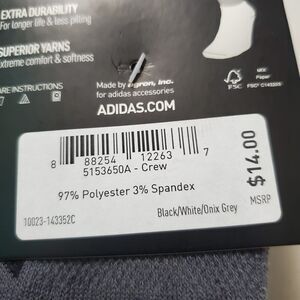 EXTRA DURABILITY
For longer life & less pilling
SUPERIOR YARNS
Extreme comfort & softness
CARE INSTRUCTIONS
Made by Agron, Inc.
for adidas accessories
ADIDAS.COM
MIX
Paper
FSC
8 88254 12263 7
5153650A - Crew
97% Polyester 3% Spandex
Black/White/Onix Grey
10023-143352C
$14.00
MSRP